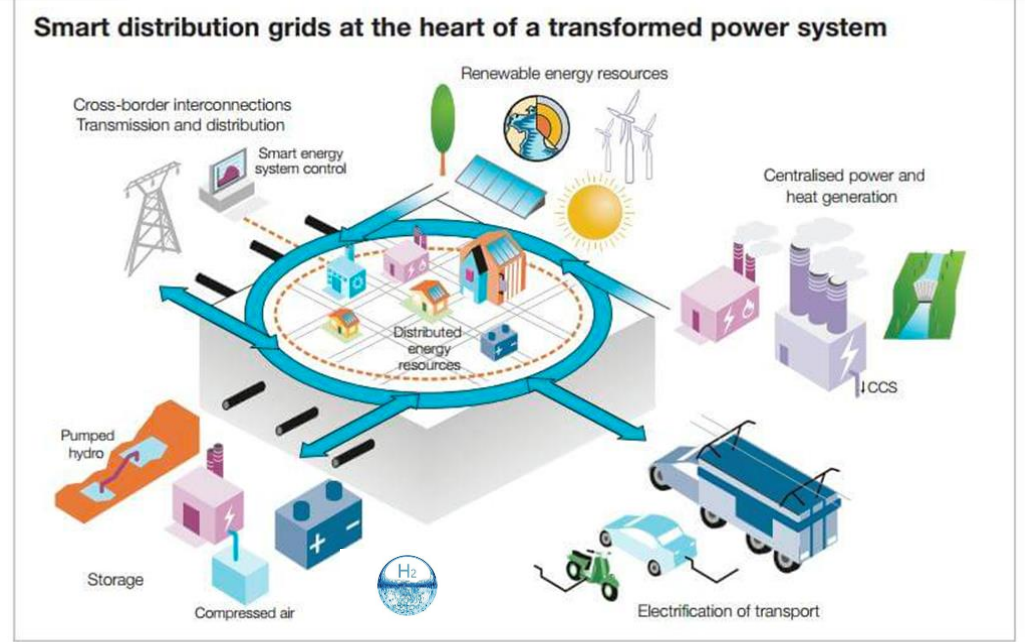 Smart distribution grids at the heart of a transformed power system
Renewable energy resources
Cross-border interconnections
Transmission and distribution
Smart energy
system control
Centralised power and
heat generation
Distributed
energy
resources
CCS
Pumped
hydro
+ -
+
-
H2
Storage
Compressed air
Electrification of transport